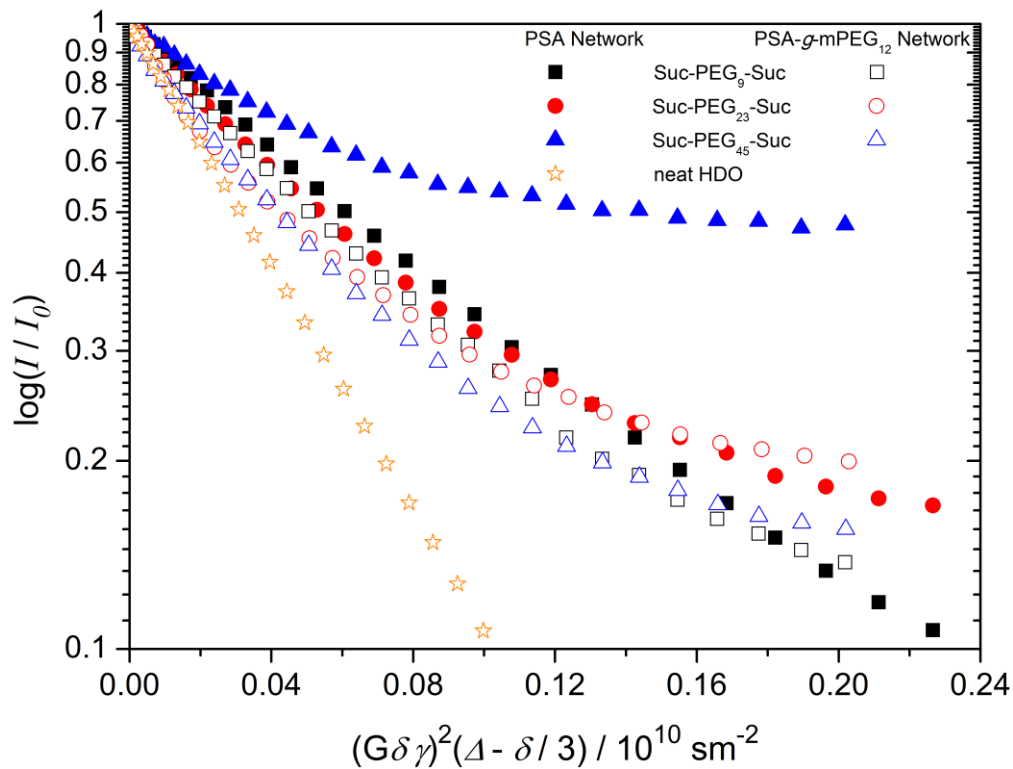 1
0.9
0.8
0.7
0.6
0.5
0.4
0.3
0.2
0.1
log(I / I₀)
PSA Network PSA-g-mPEG₁₂ Network
Suc-PEG₉-Suc
Suc-PEG₂₃-Suc
Suc-PEG₄₅-Suc
neat HDO
0.00 0.04 0.08 0.12 0.16 0.20 0.24
(Gδγ)²(Δ - δ / 3) / 10¹⁰ sm⁻²